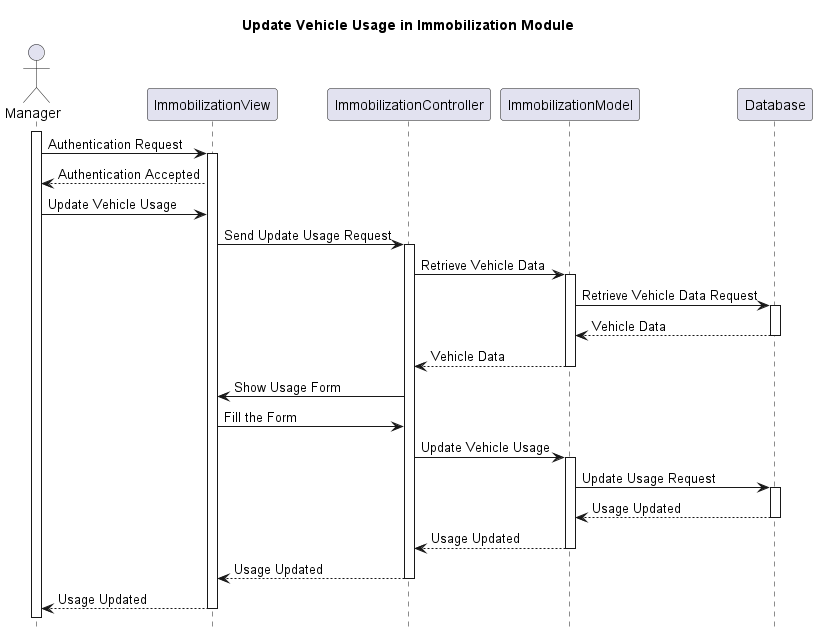 Update Vehicle Usage in Immobilization Module
Manager
ImmobilizationView
ImmobilizationController
ImmobilizationModel
Database
Authentication Request
Authentication Accepted
Update Vehicle Usage
Send Update Usage Request
Retrieve Vehicle Data
Retrieve Vehicle Data Request
Vehicle Data
Vehicle Data
Show Usage Form
Fill the Form
Update Vehicle Usage
Update Usage Request
Usage Updated
Usage Updated
Usage Updated
Usage Updated